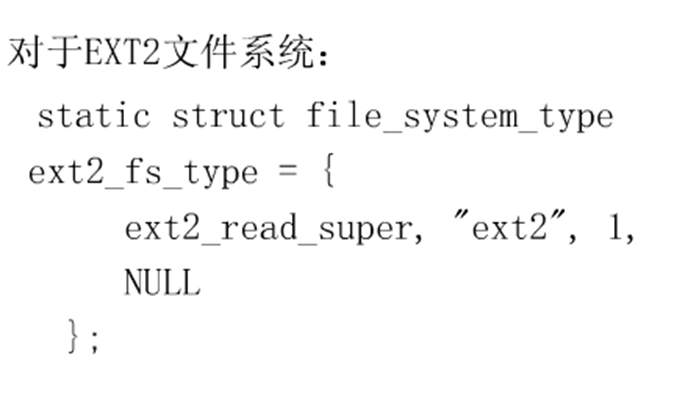 对于EXT2文件系统：
static struct file_system_type
ext2_fs_type = {
ext2_read_super, "ext2", 1,
NULL
};